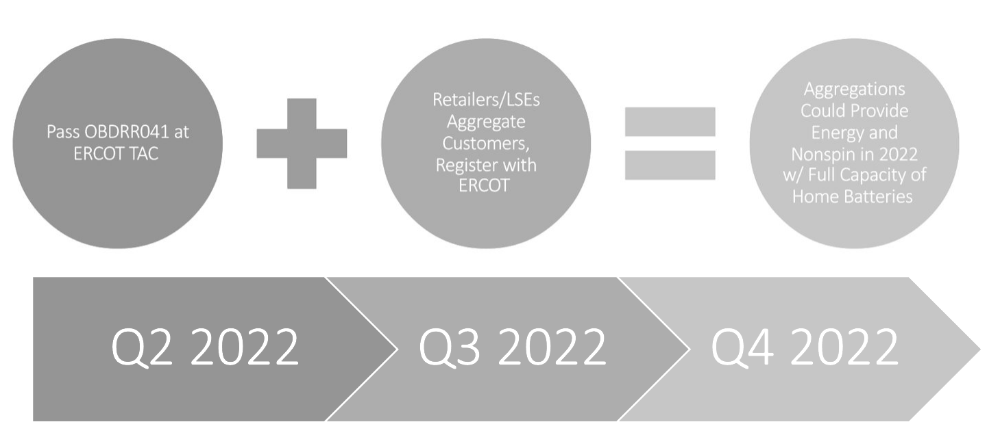 Pass OBDRR041 at
ERCOT TAC
Retailers/LSEs
Aggregate
Customers,
Register with
ERCOT
Aggregations
Could Provide
Energy and
Nonspin in 2022
w/ Full Capacity of
Home Batteries
Q2 2022
Q3 2022
Q4 2022